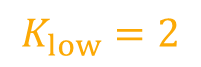 K_low = 2